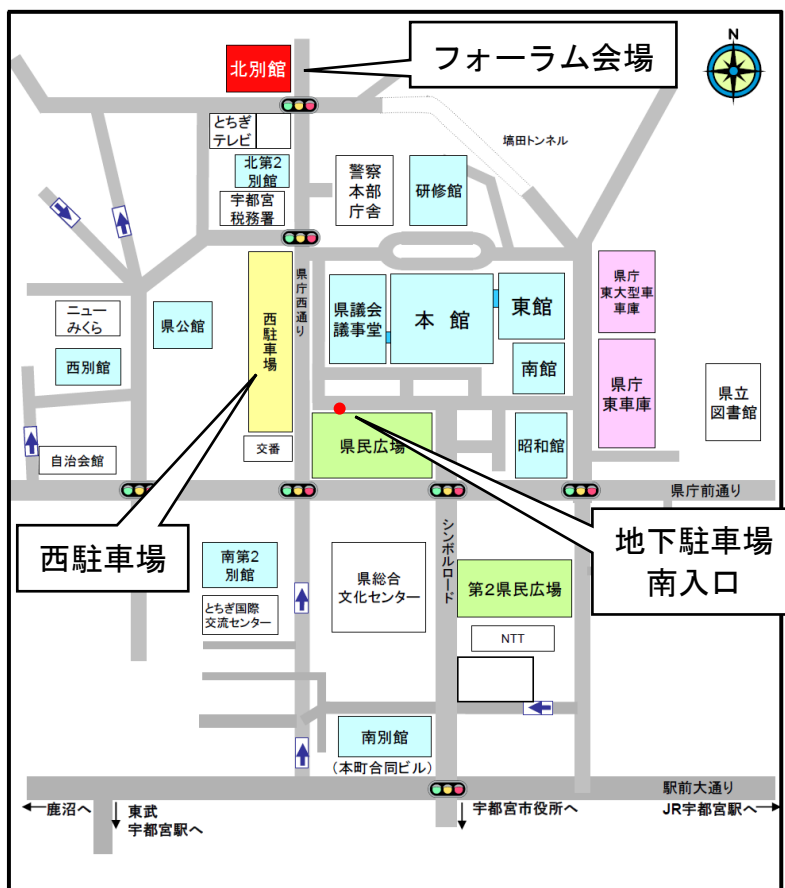 N
北別館
フォーラム会場
とちぎ
テレビ
塙田トンネル
北第2
別館
警察
本部
庁舎
研修館
宇都宮
税務署
県庁西通り
西駐車場
県議会
議事堂
本 館
東館
県庁
東大型車
車庫
ニュー
みくら
県公館
西別館
南館
県庁
東車庫
県立
図書館
県民広場
昭和館
交番
自治会館
県庁前通り
西駐車場
地下駐車場
南入口
シンボルロード
南第2
別館
県総合
文化センター
第2県民広場
とちぎ国際
交流センター
NTT
南別館
(本町合同ビル)
駅前大通り
鹿沼へ
東武
宇都宮駅へ
宇都宮市役所へ
JR宇都宮駅へ